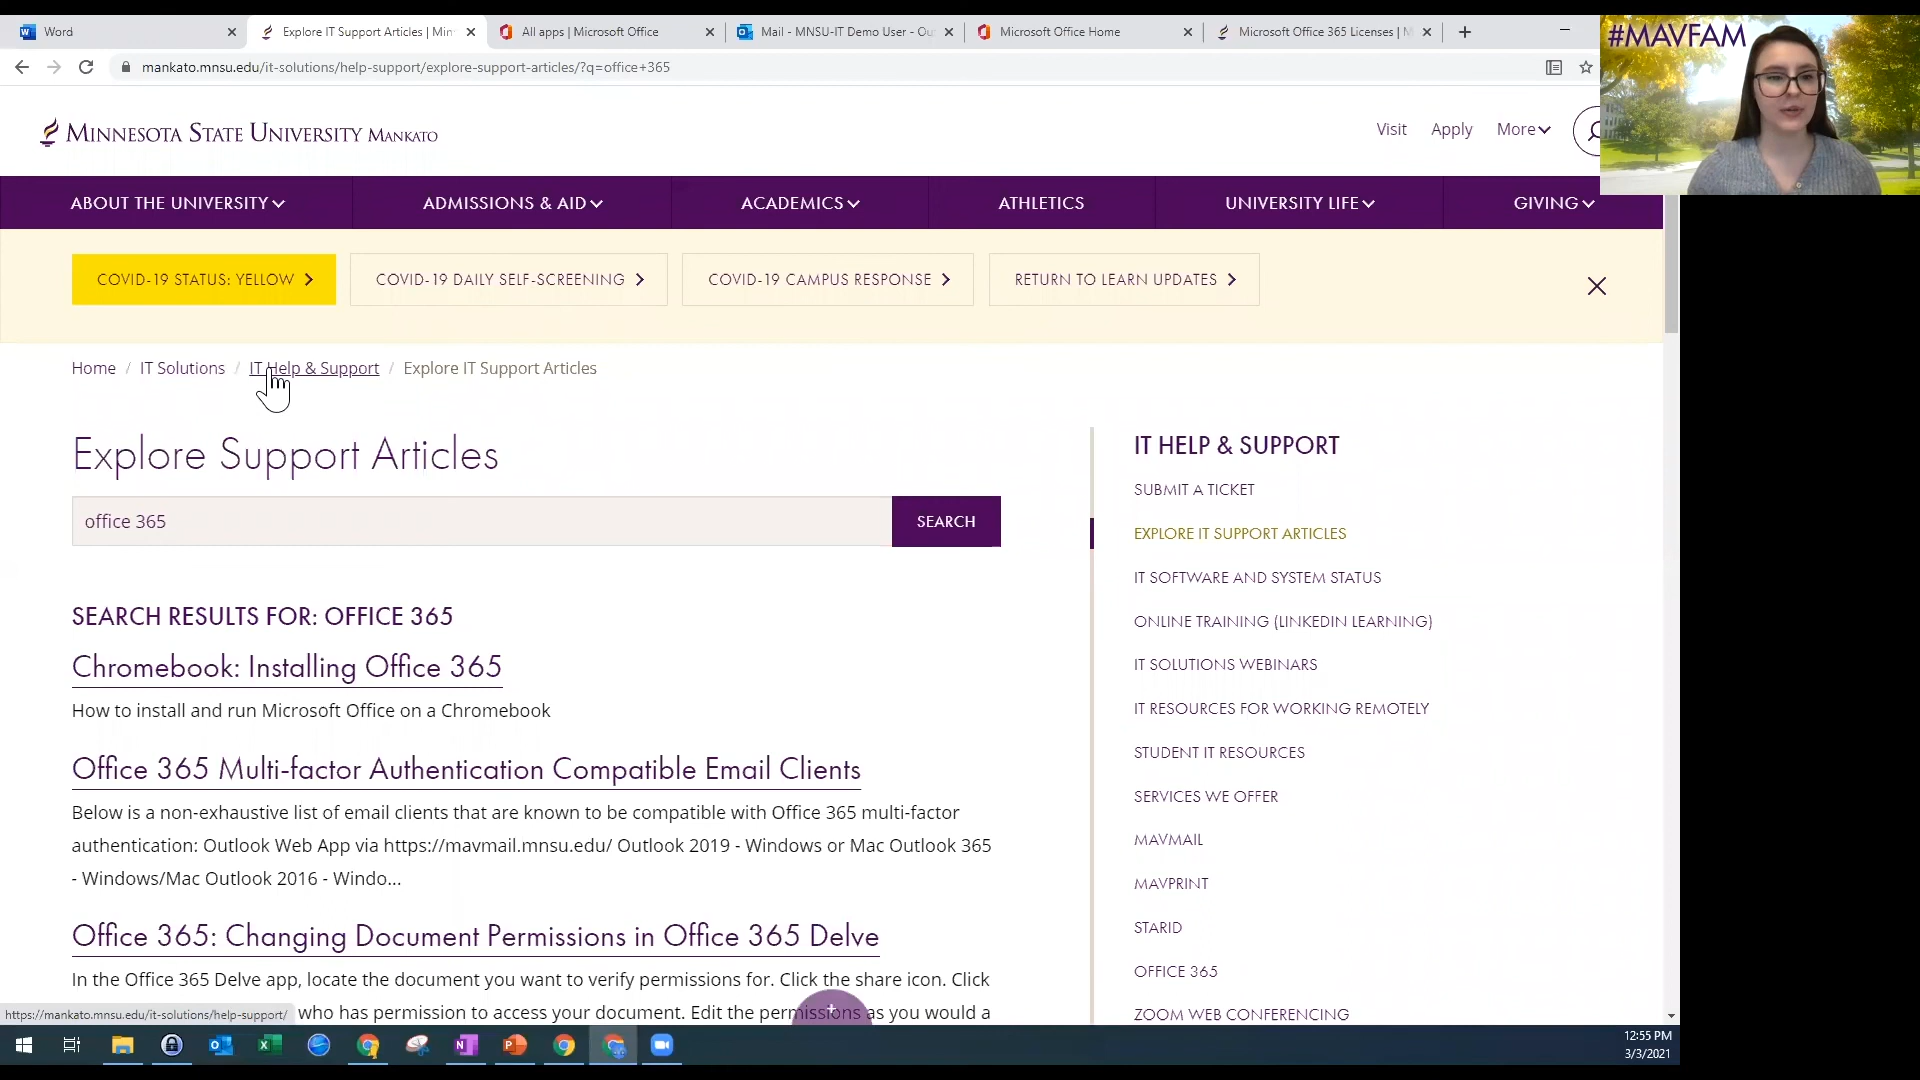 Word
Explore IT Support Articles | Min
All apps | Microsoft Office
Mail - MNSU-IT Demo User - Ou
Microsoft Office Home
Microsoft Office 365 Licenses | M
mankato.mnsu.edu/it-solutions/help-support/explore-support-articles/?q=office+365
#MAVFAM
MINNESOTA STATE UNIVERSITY MANKATO
Visit
Apply
More
ABOUT THE UNIVERSITY
ADMISSIONS & AID
ACADEMICS
ATHLETICS
UNIVERSITY LIFE
GIVING
COVID-19 STATUS: YELLOW
COVID-19 DAILY SELF-SCREENING
COVID-19 CAMPUS RESPONSE
RETURN TO LEARN UPDATES
Home / IT Solutions / IT Help & Support / Explore IT Support Articles
Explore Support Articles
office 365
SEARCH
SEARCH RESULTS FOR: OFFICE 365
Chromebook: Installing Office 365
How to install and run Microsoft Office on a Chromebook
Office 365 Multi-factor Authentication Compatible Email Clients
Below is a non-exhaustive list of email clients that are known to be compatible with Office 365 multi-factor
authentication: Outlook Web App via https://mavmail.mnsu.edu/ Outlook 2019 - Windows or Mac Outlook 365
- Windows/Mac Outlook 2016 - Windo...
Office 365: Changing Document Permissions in Office 365 Delve
In the Office 365 Delve app, locate the document you want to verify permissions for. Click the share icon. Click
who has permission to access your document. Edit the permissions as you would a
IT HELP & SUPPORT
SUBMIT A TICKET
EXPLORE IT SUPPORT ARTICLES
IT SOFTWARE AND SYSTEM STATUS
ONLINE TRAINING (LINKEDIN LEARNING)
IT SOLUTIONS WEBINARS
IT RESOURCES FOR WORKING REMOTELY
STUDENT IT RESOURCES
SERVICES WE OFFER
MAVMAIL
MAVPRINT
STARID
OFFICE 365
ZOOM WEB CONFERENCING
https://mankato.mnsu.edu/it-solutions/help-support/
12:55 PM
3/3/2021